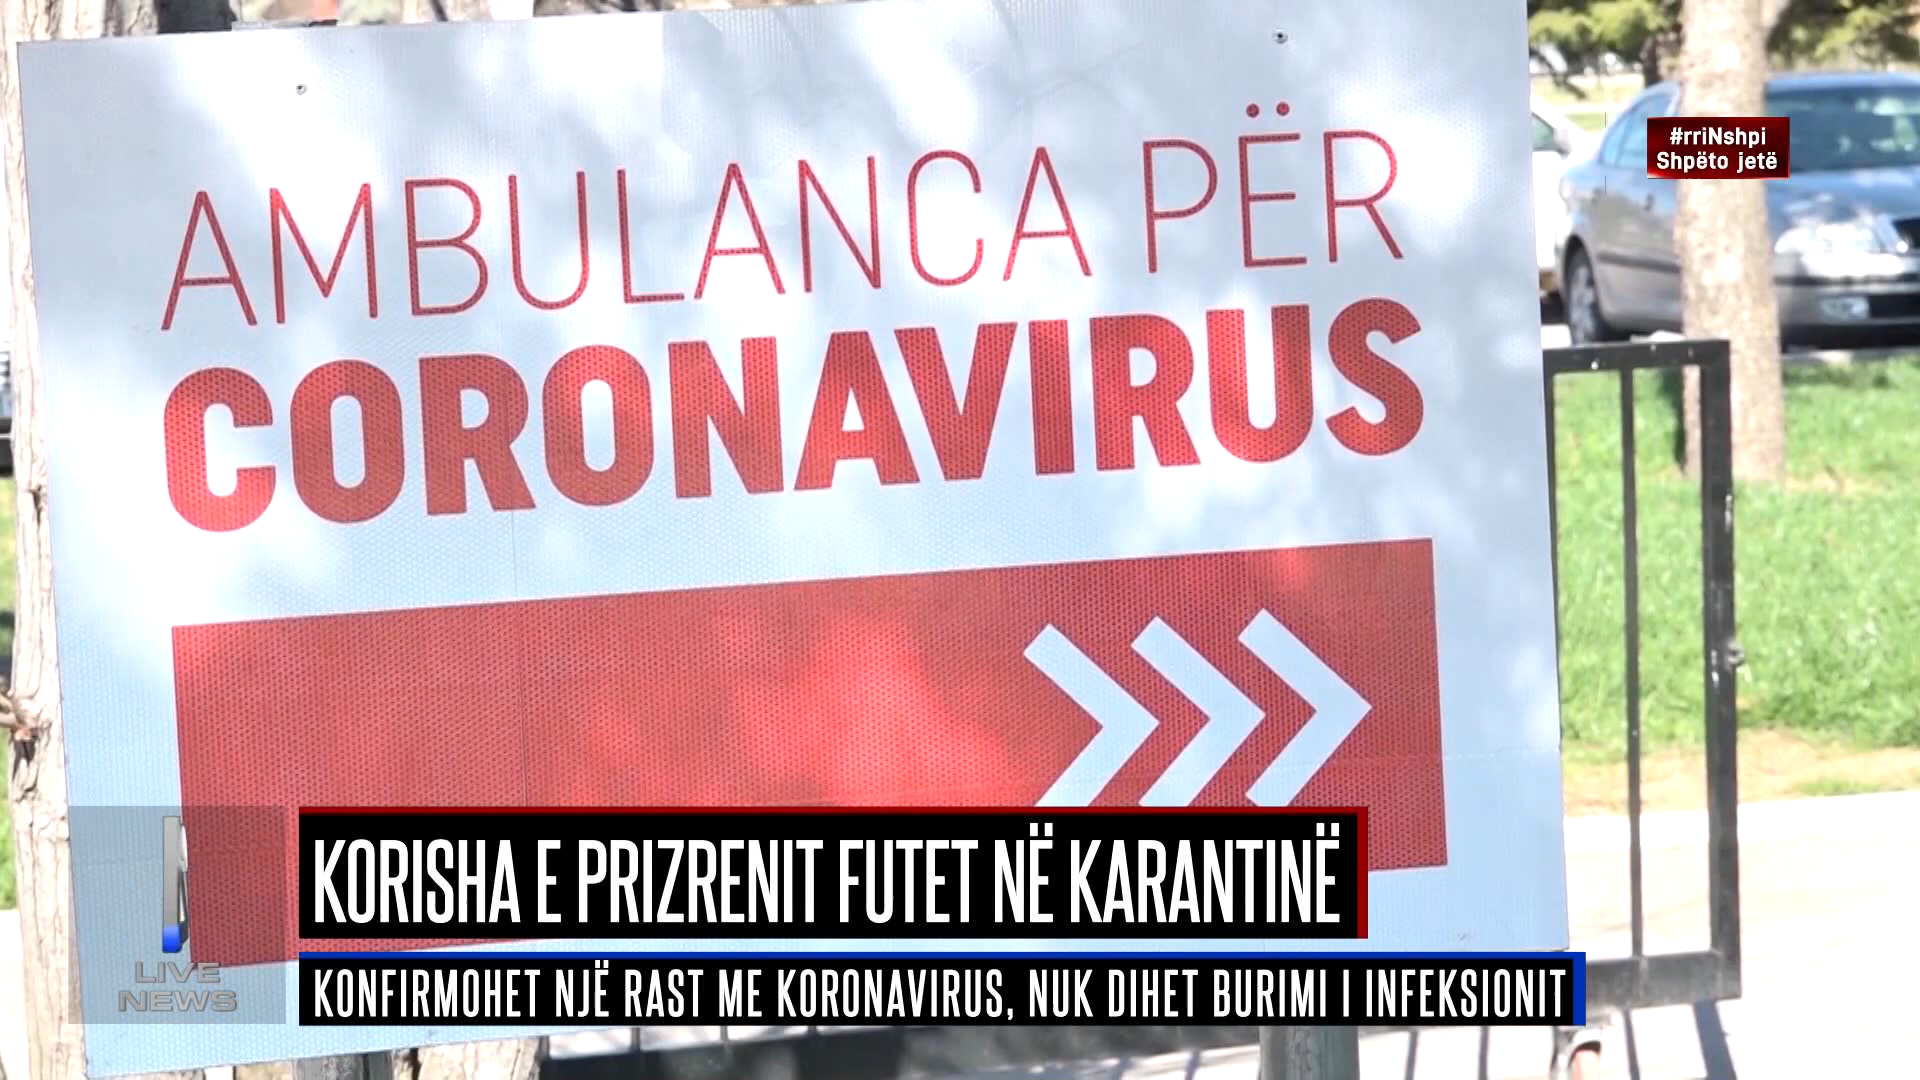 AMBULANCA PËR
CORONAVIRUS
#rriNshpi
Shpëto jetë
KORISHA E PRIZRENIT FUTET NË KARANTINË
KONFIRMOHET NJË RAST ME KORONAVIRUS, NUK DIHET BURIMI I INFEKSIONIT
LIVE
NEWS